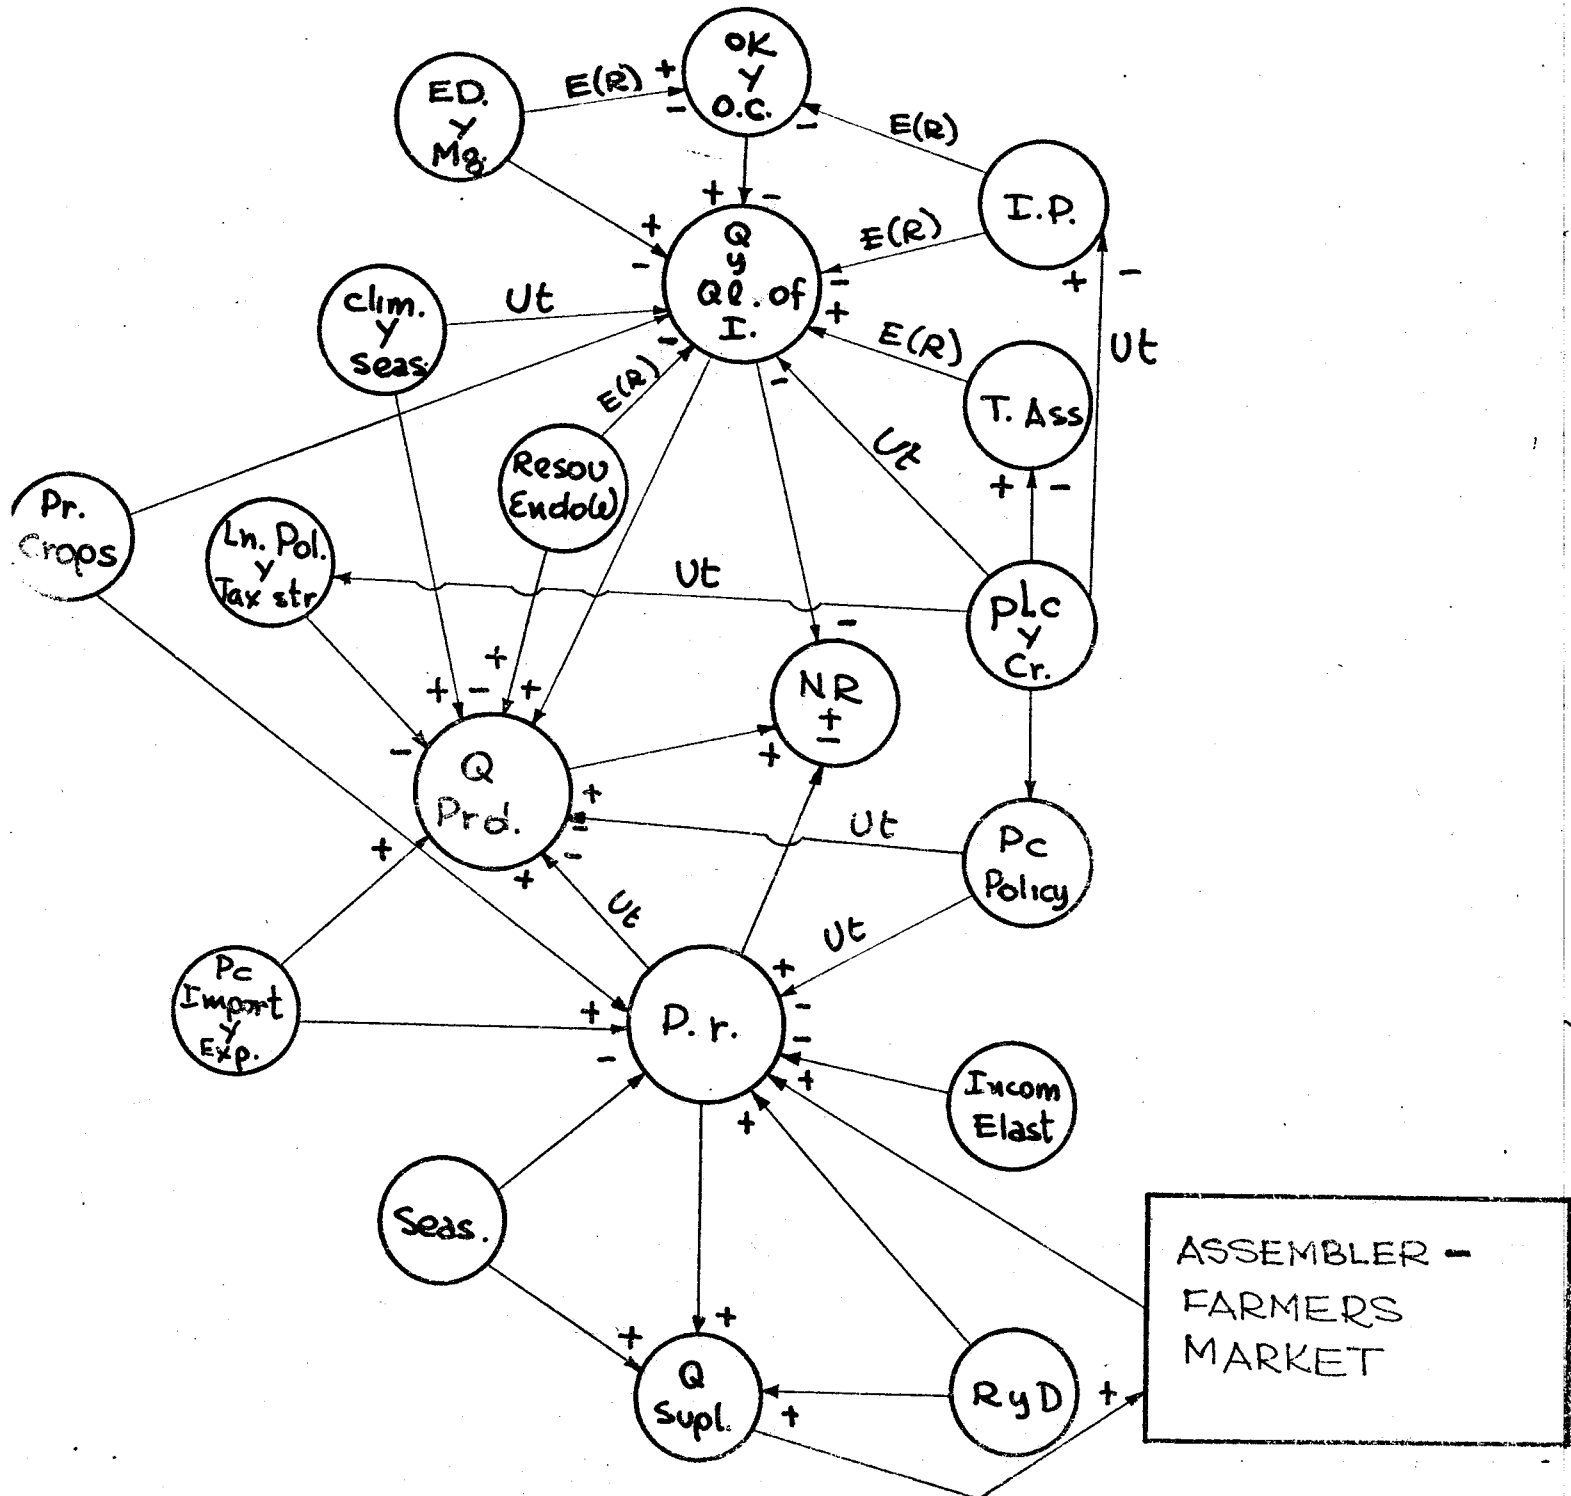 OK
y
O.C.
ED.
y
Mg.
E(R)
+
-
-
E(R)
I.P.
+ -
+
-
Q
y
Ql. of
I.
E(R)
-
+
+ -
Ut
Clim.
y
Seas.
Ut
-
E(R)
-
E(R)
T. Ass
+ -
Ut
Resou
Endo(W)
Pr.
Crops
Ln. Pol.
y
Tax str
Ut
pLc
y
Cr.
-
NR
+
-
+
+
+ - +
-
Q
Prd.
+
-
-
+
Ut
Pc
Policy
+
Ut
Ut
Pc
Import
y
Exp.
+
-
P. r.
+
-
-
+
+
Incom
Elast
Seas.
+
+
Q
Supl.
+
R y D
+
ASSEMBLER -
FARMERS
MARKET